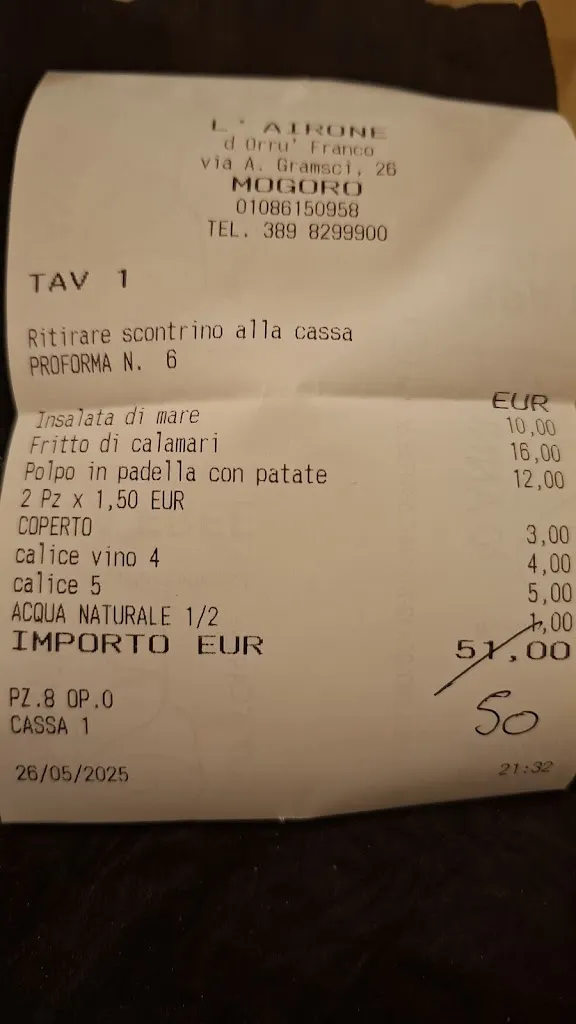 L'AIRONE
d Orru' Franco
via A. Gramsci, 26
MOGORO
01086150958
TEL. 389 8299900
TAV 1
Ritirare scontrino alla cassa
PROFORMA N. 6
EUR
Insalata di mare 10,00
Fritto di calamari 16,00
Polpo in padella con patate 12,00
2 Pz x 1,50 EUR
COPERTO 3,00
calice vino 4 4,00
calice 5 5,00
ACQUA NATURALE 1/2 1,00
IMPORTO EUR 51,00
50
PZ.8 OP.0
CASSA 1
26/05/2025 21:32